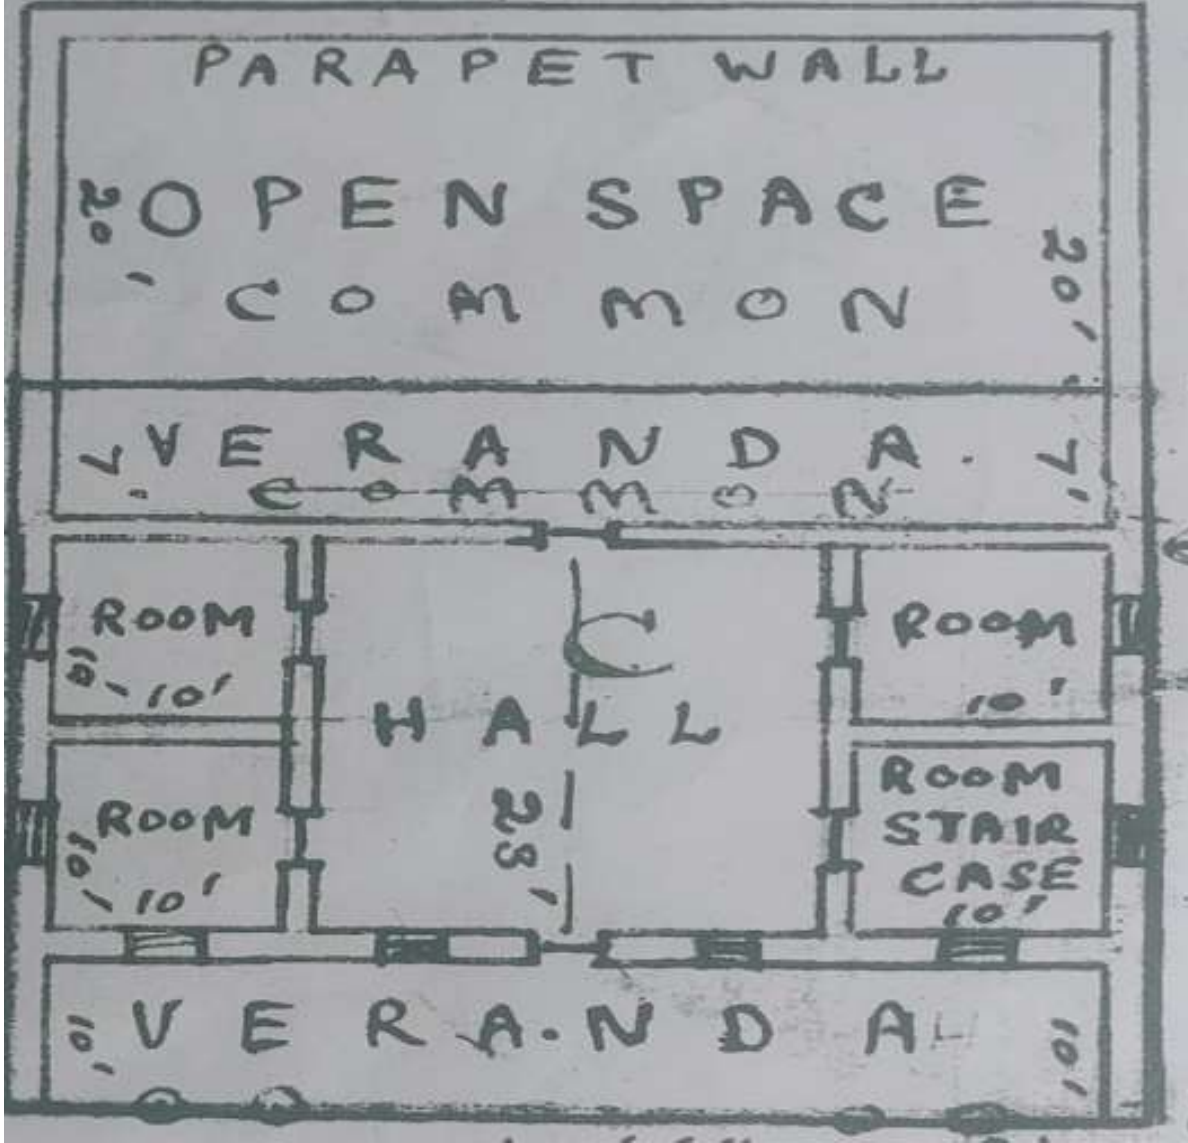 PARAPET WALL
20' OPEN SPACE 20'
COMMON
7' VERANDA. 7'
COMMON
ROOM
10'-10'
ROOM
10'
C
HALL
23'
ROOM
10'-10'
ROOM
STAIR
CASE
10'
10' VERANDA 10'